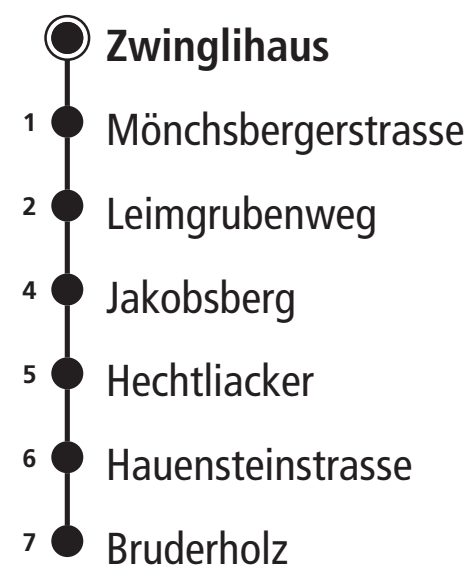 Zwinglihaus
1 Mönchsbergerstrasse
2 Leimgrubenweg
4 Jakobsberg
5 Hechtliacker
6 Hauensteinstrasse
7 Bruderholz